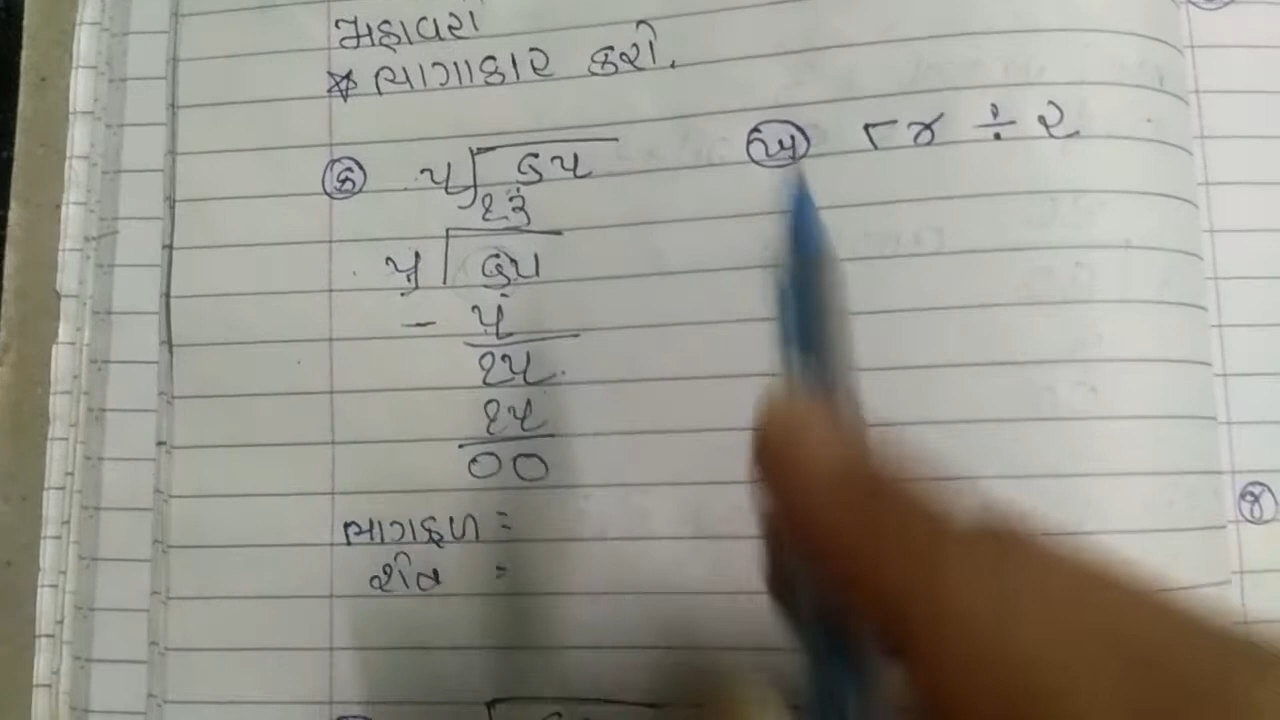 મહાવરો
* ભાગાકાર કરો.
ક ૫ ૬૫
૧૩
૫ ૬૫
- ૫
૧૫
૧૫
૦૦
ભાગફળ =
શેષ =
ખ ૮૪ ÷ ૨